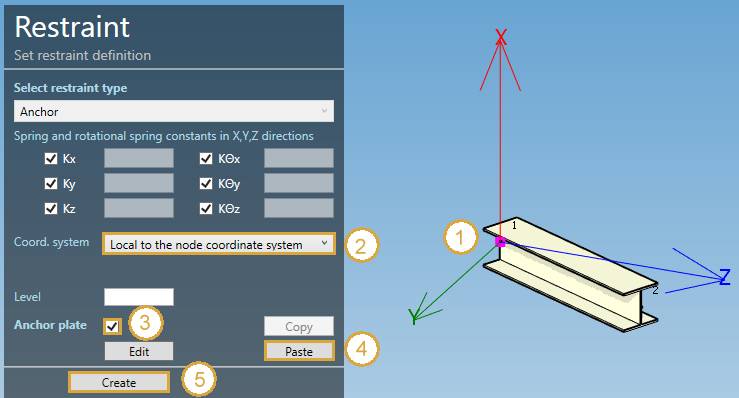 Restraint
Set restraint definition
Select restraint type
Anchor
Spring and rotational spring constants in X,Y,Z directions
Kx KΘx
Ky KΘy
Kz KΘz
Coord. system Local to the node coordinate system 2
Level
Anchor plate 3 Copy
Edit Paste 4
Create 5
X
1 1
Z
2
Y